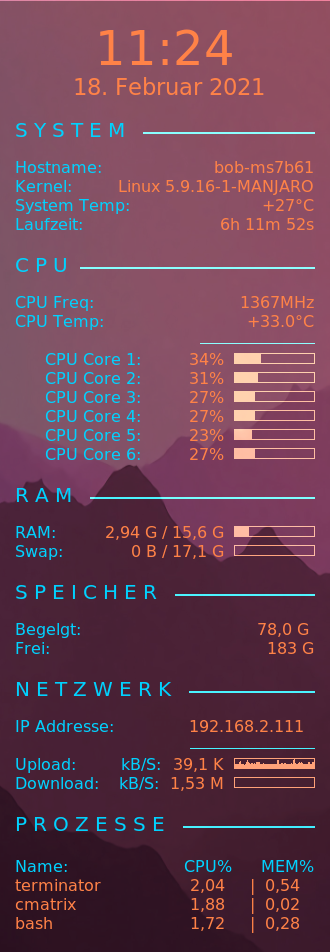 11:24
18. Februar 2021
SYSTEM
Hostname: bob-ms7b61
Kernel: Linux 5.9.16-1-MANJARO
System Temp: +27°C
Laufzeit: 6h 11m 52s
CPU
CPU Freq: 1367MHz
CPU Temp: +33.0°C
CPU Core 1: 34%
CPU Core 2: 31%
CPU Core 3: 27%
CPU Core 4: 27%
CPU Core 5: 23%
CPU Core 6: 27%
RAM
RAM: 2,94 G / 15,6 G
Swap: 0 B / 17,1 G
SPEICHER
Begelgt: 78,0 G
Frei: 183 G
NETZWERK
IP Addresse: 192.168.2.111
Upload: kB/S: 39,1 K
Download: kB/S: 1,53 M
PROZESSE
Name: CPU% MEM%
terminator 2,04 | 0,54
cmatrix 1,88 | 0,02
bash 1,72 | 0,28